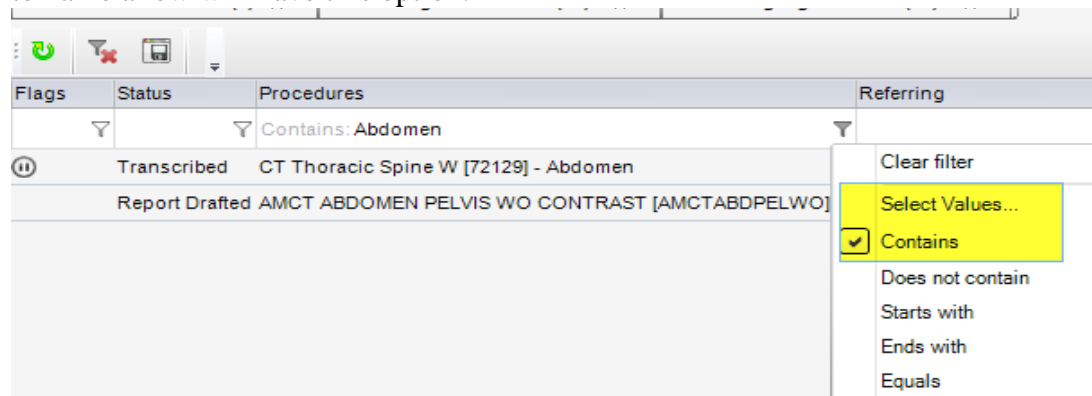 Flags Status Procedures Referring
Contains: Abdomen
Transcribed CT Thoracic Spine W [72129] - Abdomen
Report Drafted AMCT ABDOMEN PELVIS WO CONTRAST [AMCTABDPELWO]
Clear filter
Select Values...
Contains
Does not contain
Starts with
Ends with
Equals